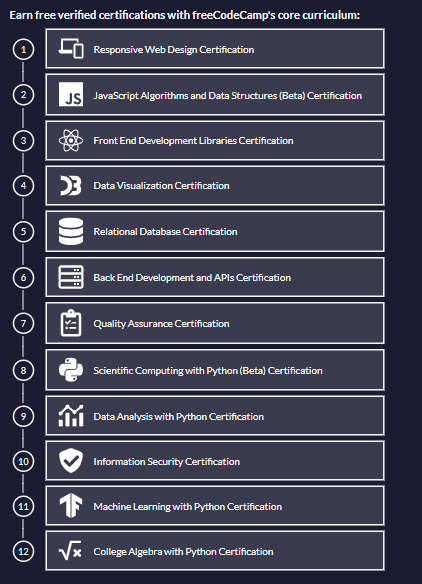 Earn free verified certifications with freeCodeCamp's core curriculum:
1 Responsive Web Design Certification
2 JS JavaScript Algorithms and Data Structures (Beta) Certification
3 Front End Development Libraries Certification
4 D3 Data Visualization Certification
5 Relational Database Certification
6 Back End Development and APIs Certification
7 Quality Assurance Certification
8 Scientific Computing with Python (Beta) Certification
9 Data Analysis with Python Certification
10 Information Security Certification
11 Machine Learning with Python Certification
12 √x College Algebra with Python Certification